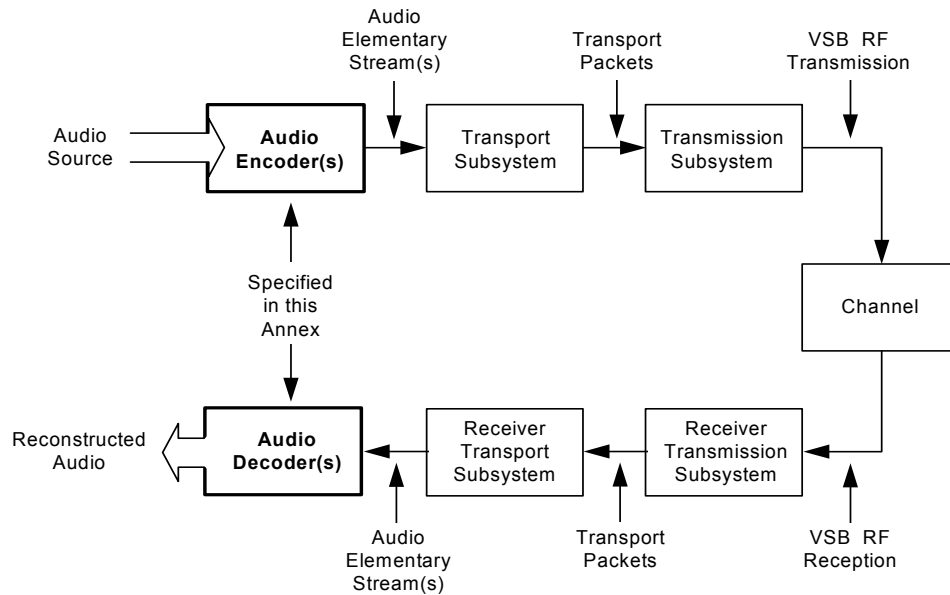 Audio
Elementary
Stream(s)
Transport
Packets
VSB RF
Transmission
Audio
Source
Audio
Encoder(s)
Transport
Subsystem
Transmission
Subsystem
Specified
in this
Annex
Channel
Reconstructed
Audio
Audio
Decoder(s)
Receiver
Transport
Subsystem
Receiver
Transmission
Subsystem
Audio
Elementary
Stream(s)
Transport
Packets
VSB RF
Reception